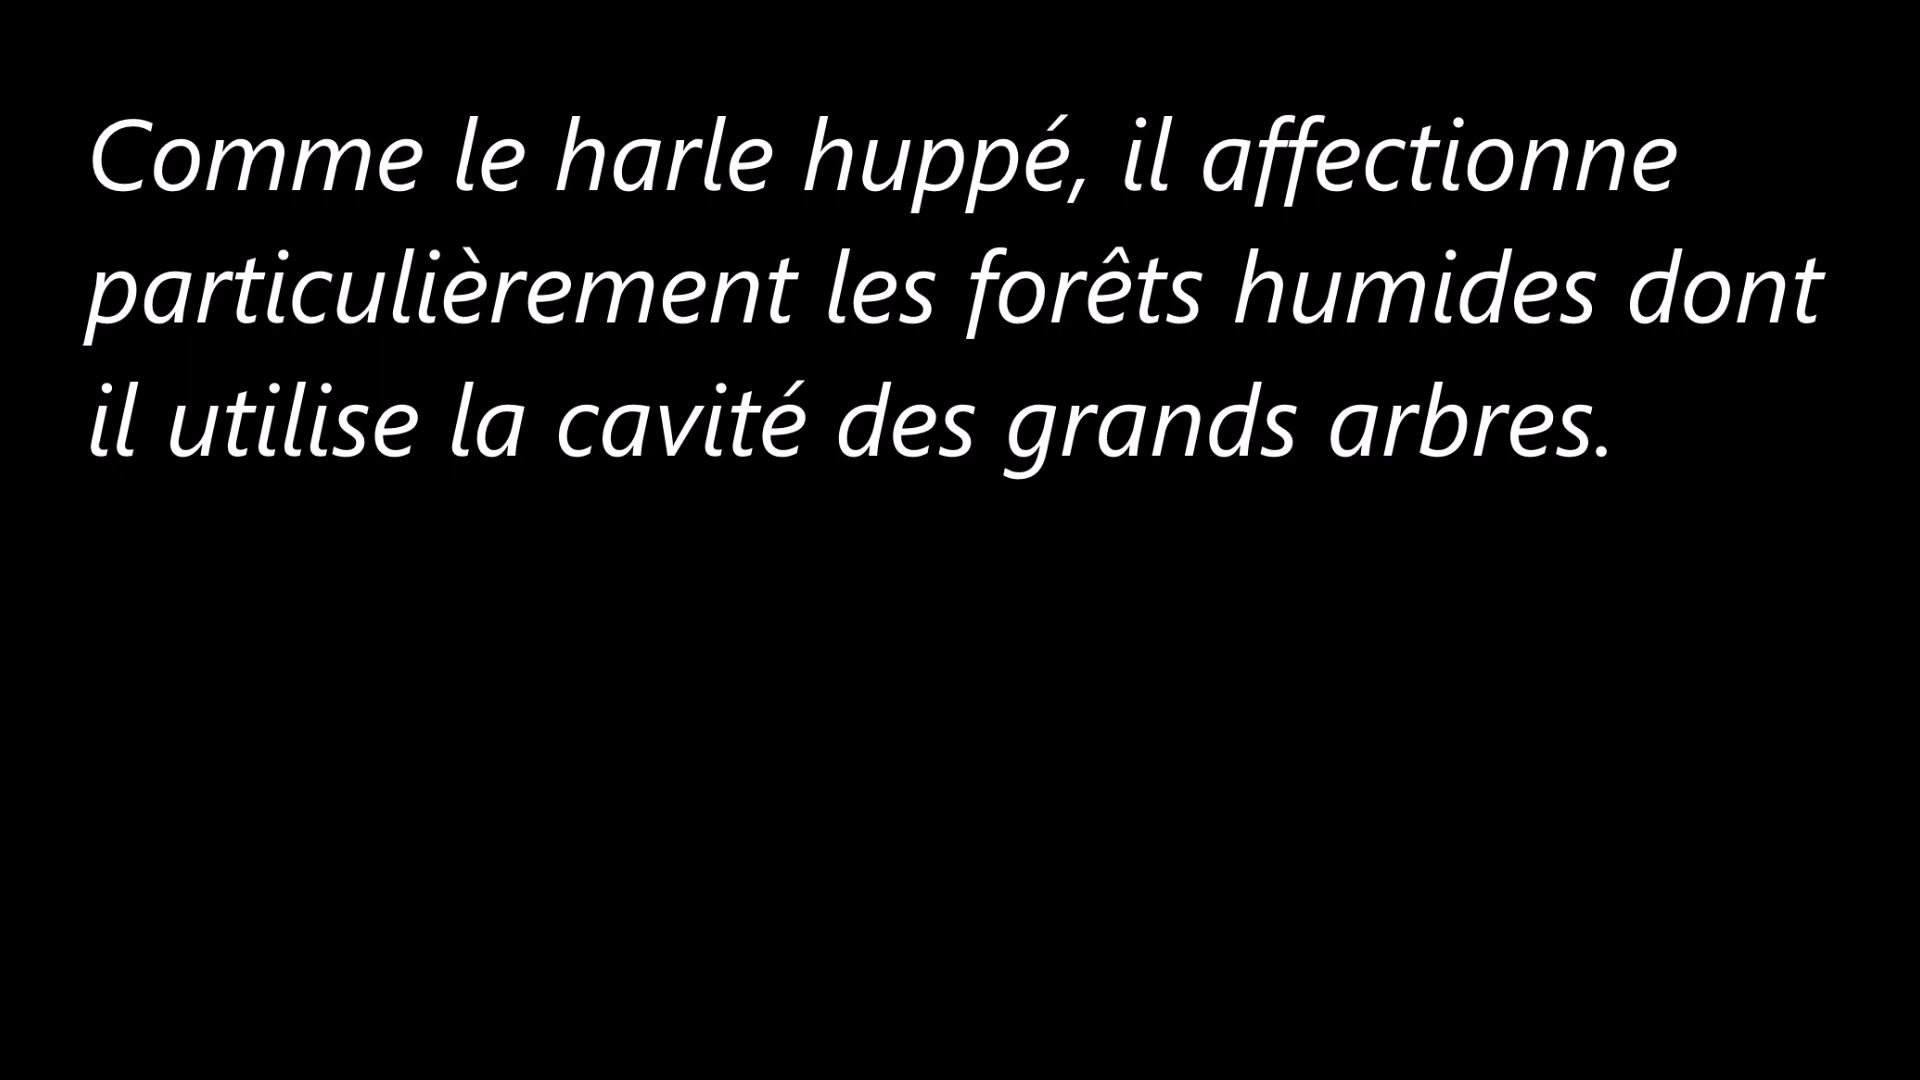 Comme le harle huppé, il affectionne
particulièrement les forêts humides dont
il utilise la cavité des grands arbres.